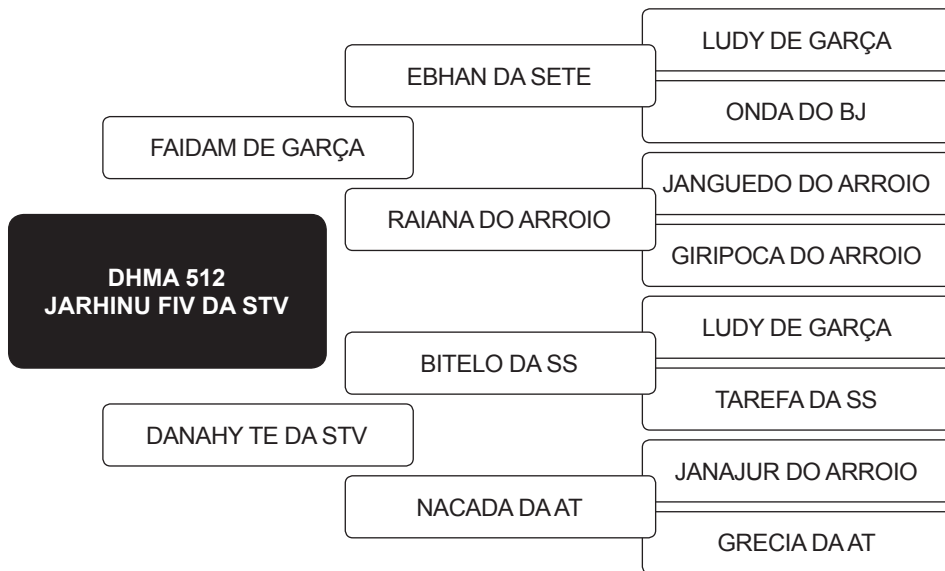 LUDY DE GARÇA
EBHAN DA SETE
ONDA DO BJ
FAIDAM DE GARÇA
JANGUEDO DO ARROIO
RAIANA DO ARROIO
GIRIPOCA DO ARROIO
DHMA 512
JARHINU FIV DA STV
LUDY DE GARÇA
BITELO DA SS
TAREFA DA SS
DANAHY TE DA STV
JANAJUR DO ARROIO
NACADA DA AT
GRECIA DA AT